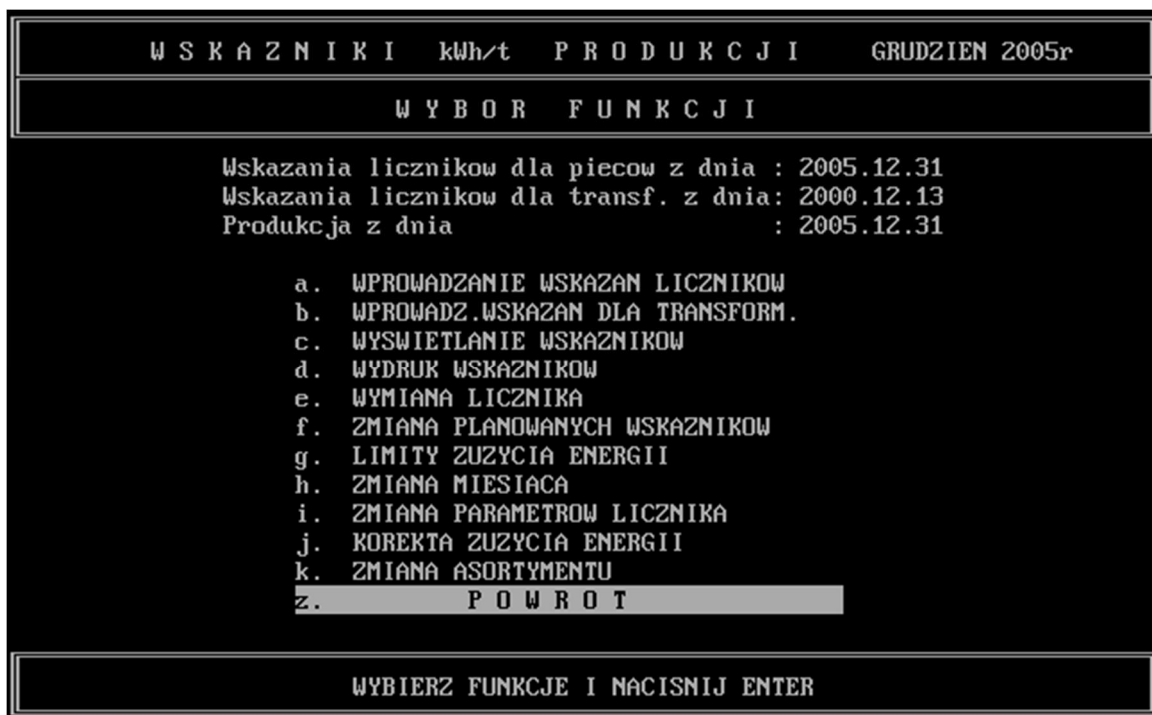 W S K A Z N I K I kWh/t P R O D U K C J I GRUDZIEN 2005r
W Y B O R F U N K C J I
Wskazania licznikow dla piecow z dnia : 2005.12.31
Wskazania licznikow dla transf. z dnia: 2000.12.13
Produkcja z dnia : 2005.12.31
a. WPROWADZANIE WSKAZAN LICZNIKOW
b. WPROWADZ.WSKAZAN DLA TRANSFORM.
c. WYSWIETLANIE WSKAZNIKOW
d. WYDRUK WSKAZNIKOW
e. WYMIANA LICZNIKA
f. ZMIANA PLANOWANYCH WSKAZNIKOW
g. LIMITY ZUZYCIA ENERGII
h. ZMIANA MIESIACA
i. ZMIANA PARAMETROW LICZNIKA
j. KOREKTA ZUZYCIA ENERGII
k. ZMIANA ASORTYMENTU
z. P O W R O T
WYBIERZ FUNKCJE I NACISNIJ ENTER